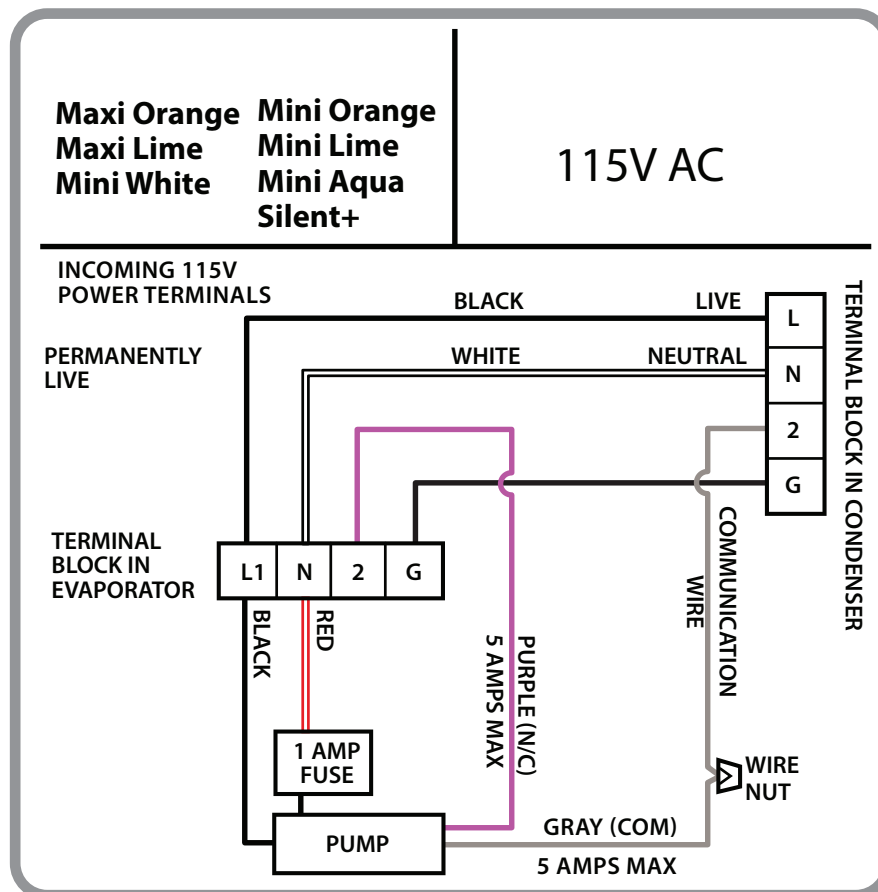 Maxi Orange
Maxi Lime
Mini White
Mini Orange
Mini Lime
Mini Aqua
Silent+
115V AC
INCOMING 115V
POWER TERMINALS
BLACK
LIVE
L
PERMANENTLY
LIVE
WHITE
NEUTRAL
N
2
G
TERMINAL BLOCK IN CONDENSER
TERMINAL
BLOCK IN
EVAPORATOR
L1
N
2
G
BLACK
RED
PURPLE (N/C)
5 AMPS MAX
COMMUNICATION
WIRE
1 AMP
FUSE
WIRE
NUT
PUMP
GRAY (COM)
5 AMPS MAX